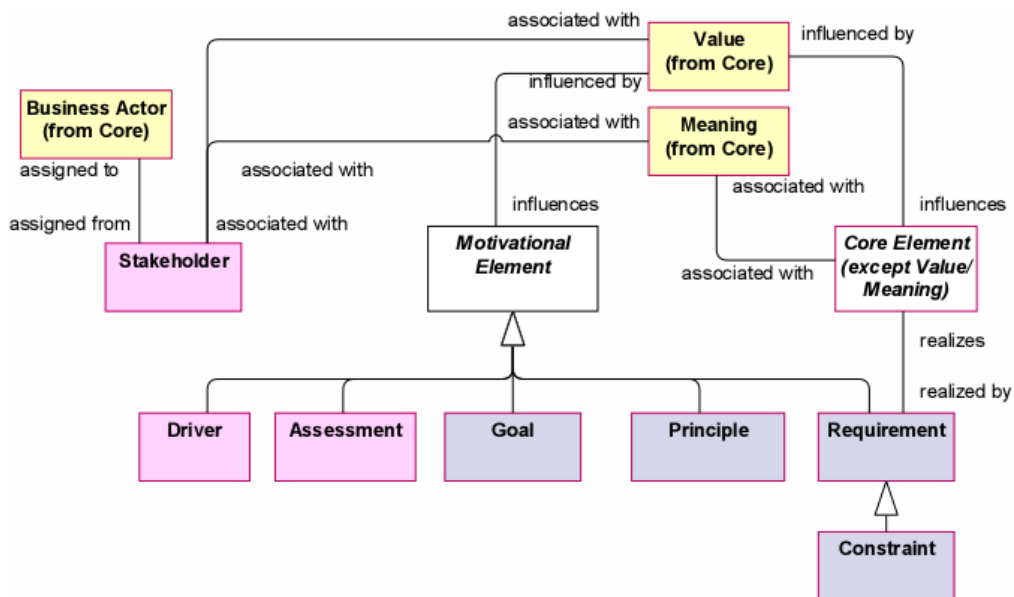 associated with
Value
(from Core)
influenced by
influenced by
Business Actor
(from Core)
associated with
Meaning
(from Core)
assigned to
associated with
associated with
assigned from
associated with
influences
influences
Stakeholder
Motivational
Element
associated with
Core Element
(except Value/
Meaning)
realizes
realized by
Driver
Assessment
Goal
Principle
Requirement
Constraint